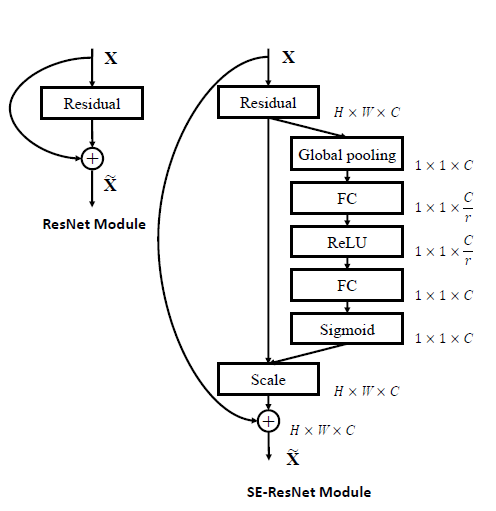 X
Residual
+
X̃
ResNet Module
X
Residual
H × W × C
Global pooling
1 × 1 × C
FC
1 × 1 × C/r
ReLU
1 × 1 × C/r
FC
1 × 1 × C
Sigmoid
1 × 1 × C
Scale
H × W × C
+
H × W × C
X̃
SE-ResNet Module